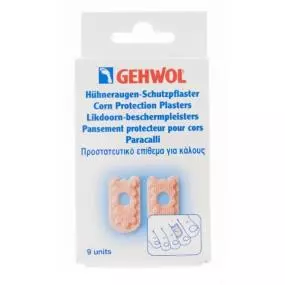 GEHWOL
Hühneraugen-Schutzpflaster
Corn Protection Plasters
Likdoorn-beschermpleisters
Pansement protecteur pour cors
Paracalli
Προστατευτικό επίθεμα για κάλους
9 units